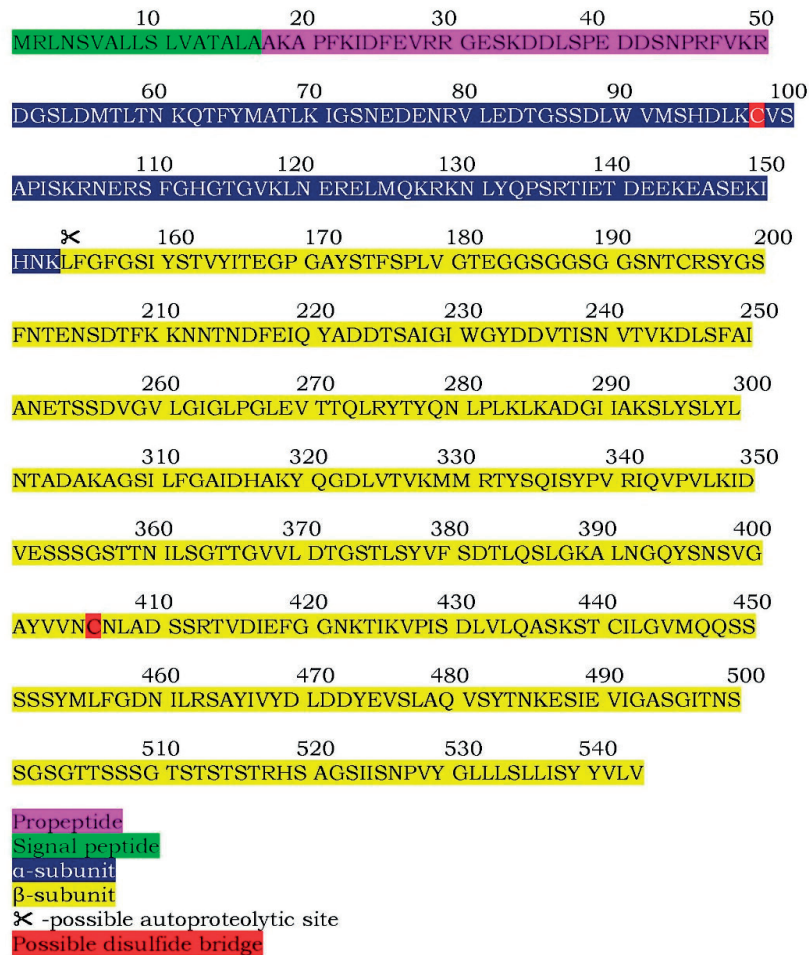 10 20 30 40 50
MRLNSVALLS LVATALAAKA PFKIDFEVRR GESKDDLSPE DDSNPRFVKR
60 70 80 90 100
DGSLDMTLTN KQTFYMATLK IGSNEDENRV LEDTGSSDLW VMSHDLKCVS
110 120 130 140 150
APISKRNERS FGHGTGVKLN ERELMQKRKN LYQPSRTIET DEEKEASEKI
✂ 160 170 180 190 200
HNKLFGFGSIYSTVYITEGP GAYSTFSPLV GTEGGSGGSG GSNTCRSYGS
210 220 230 240 250
FNTENSDTFK KNNTNDFEIQ YADDTSAIGI WGYDDVTISN VTVKDLSFAI
260 270 280 290 300
ANETSSDVGV LGIGLPGLEV TTQLRYTYQN LPLKLKADGI IAKSLYSLYL
310 320 330 340 350
NTADAKAGSI LFGAIDHAKY QGDLVTVKMM RTYSQISYPV RIQVPVLKID
360 370 380 390 400
VESSSGSTTN ILSGTTGVVL DTGSTLSYVF SDTLQSLGKA LNGQYSNSVG
410 420 430 440 450
AYVVNCNLAD SSRTVDIEFG GNKTIKVPIS DLVLQASKST CILGVMQQSS
460 470 480 490 500
SSSYMLFGDN ILRSAYIVYD LDDYEVSLAQ VSYTNKESIE VIGASGITNS
510 520 530 540
SGSGTTSSSG TSTSTSTRHS AGSIISNPVY GLLLSLLISY YVLV
Propeptide
Signal peptide
α-subunit
β-subunit
✂ -possible autoproteolytic site
Possible disulfide bridge